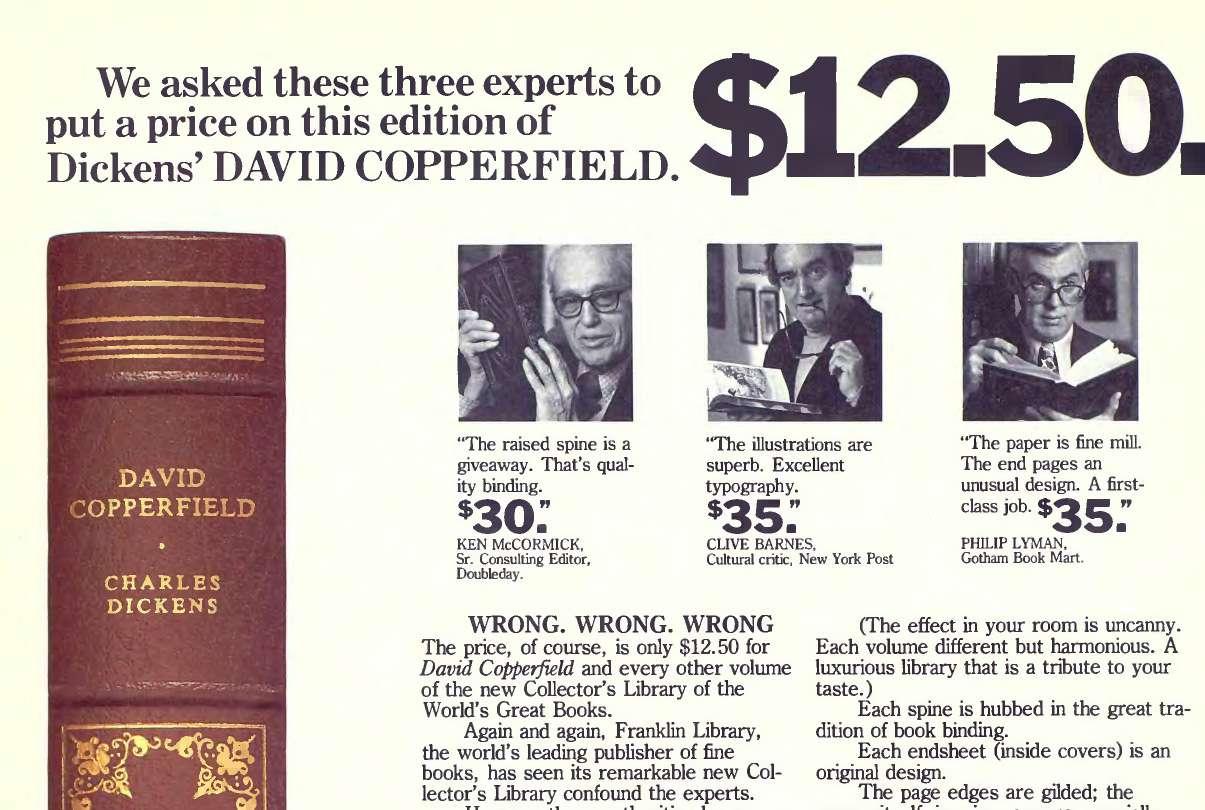 We asked these three experts to
put a price on this edition of
Dickens' DAVID COPPERFIELD.
$12.50.
DAVID
COPPERFIELD
•
CHARLES
DICKENS
"The raised spine is a
giveaway. That's qual-
ity binding.
$30."
KEN McCORMICK,
Sr. Consulting Editor,
Doubleday.
"The illustrations are
superb. Excellent
typography.
$35."
CLIVE BARNES,
Cultural critic, New York Post
"The paper is fine mill.
The end pages an
unusual design. A first-
class job. $35."
PHILIP LYMAN,
Gotham Book Mart.
WRONG. WRONG. WRONG
The price, of course, is only $12.50 for
David Copperfield and every other volume
of the new Collector's Library of the
World's Great Books.
Again and again, Franklin Library,
the world's leading publisher of fine
books, has seen its remarkable new Col-
lector's Library confound the experts.
(The effect in your room is uncanny.
Each volume different but harmonious. A
luxurious library that is a tribute to your
taste.)
Each spine is hubbed in the great tra-
dition of book binding.
Each endsheet (inside covers) is an
original design.
The page edges are gilded; the